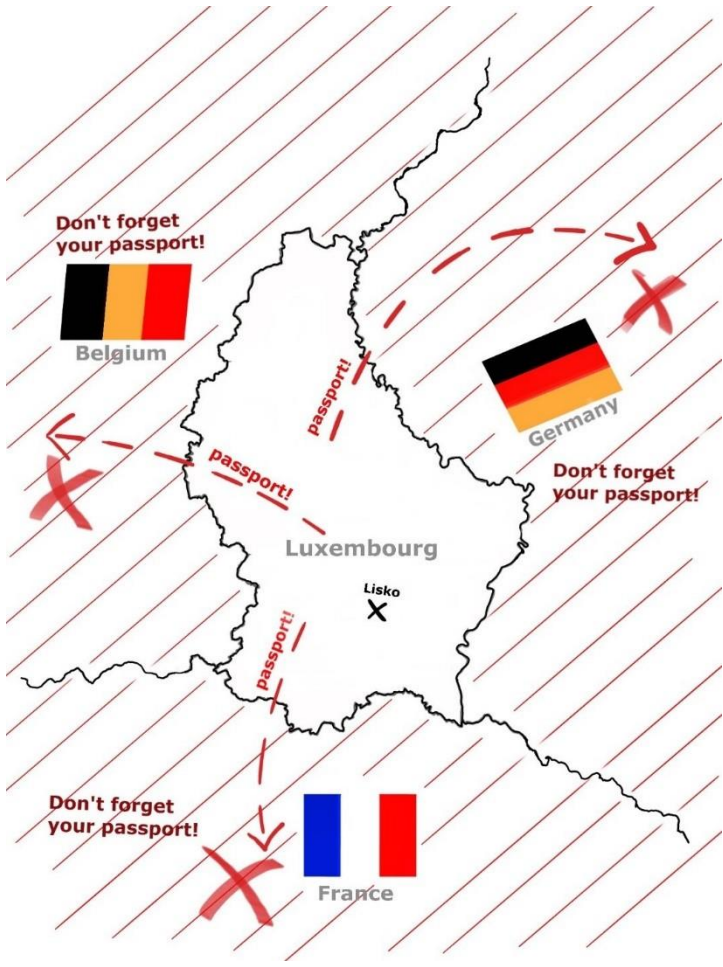 Don't forget
your passport!
Belgium
passport!
Germany
passport!
Don't forget
your passport!
Luxembourg
Lisko
passport!
Don't forget
your passport!
France